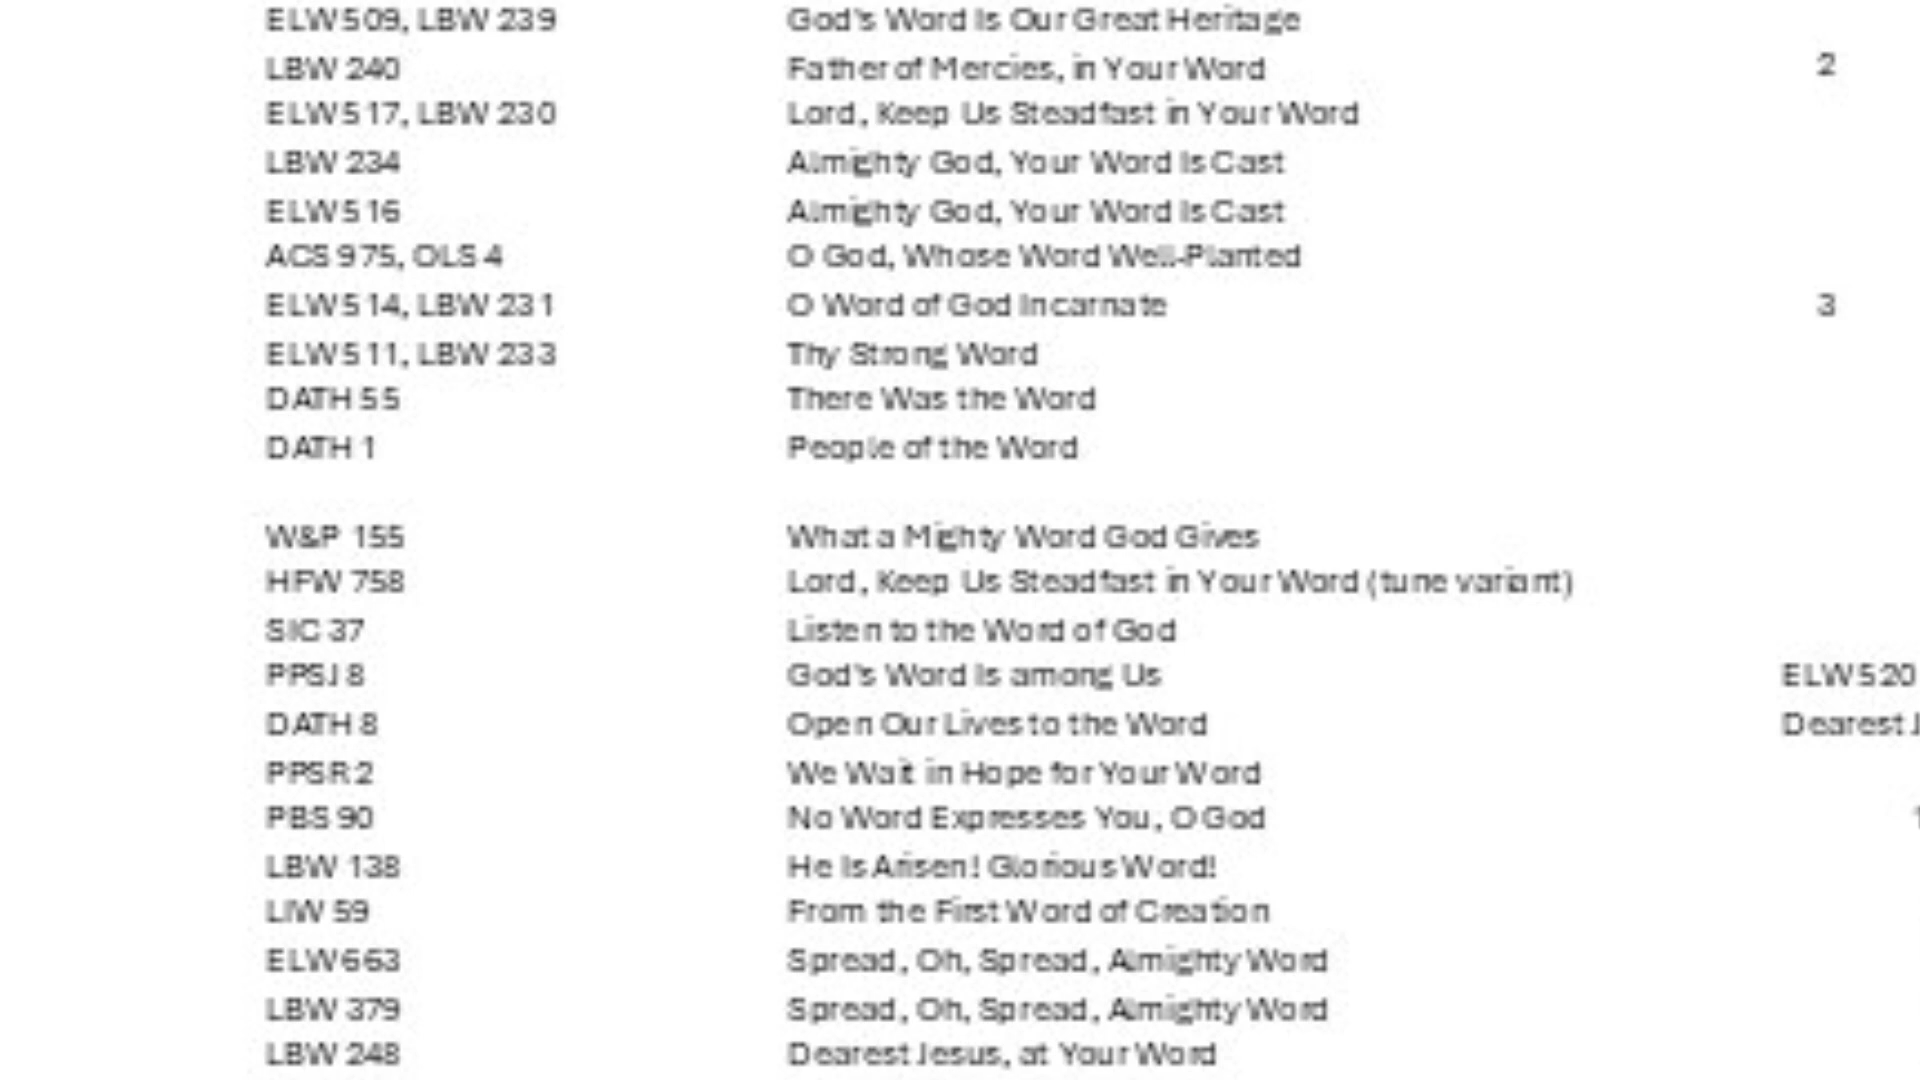 ELW 509, LBW 239 God's Word Is Our Great Heritage
LBW 240 Father of Mercies, in Your Word 2
ELW 517, LBW 230 Lord, Keep Us Steadfast in Your Word
LBW 234 Almighty God, Your Word Is Cast
ELW 516 Almighty God, Your Word Is Cast
ACS 975, OLS 4 O God, Whose Word Well-Planted
ELW 514, LBW 231 O Word of God Incarnate 3
ELW 511, LBW 233 Thy Strong Word
DATH 55 There Was the Word
DATH 1 People of the Word
W&P 155 What a Mighty Word God Gives
HFW 758 Lord, Keep Us Steadfast in Your Word (tune variant)
SIC 37 Listen to the Word of God
PPSJ 8 God's Word Is among Us ELW 520
DATH 8 Open Our Lives to the Word Dearest J
PPSR 2 We Wait in Hope for Your Word
PBS 90 No Word Expresses You, O God 1
LBW 138 He Is Arisen! Glorious Word!
LIW 59 From the First Word of Creation
ELW 663 Spread, Oh, Spread, Almighty Word
LBW 379 Spread, Oh, Spread, Almighty Word
LBW 248 Dearest Jesus, at Your Word